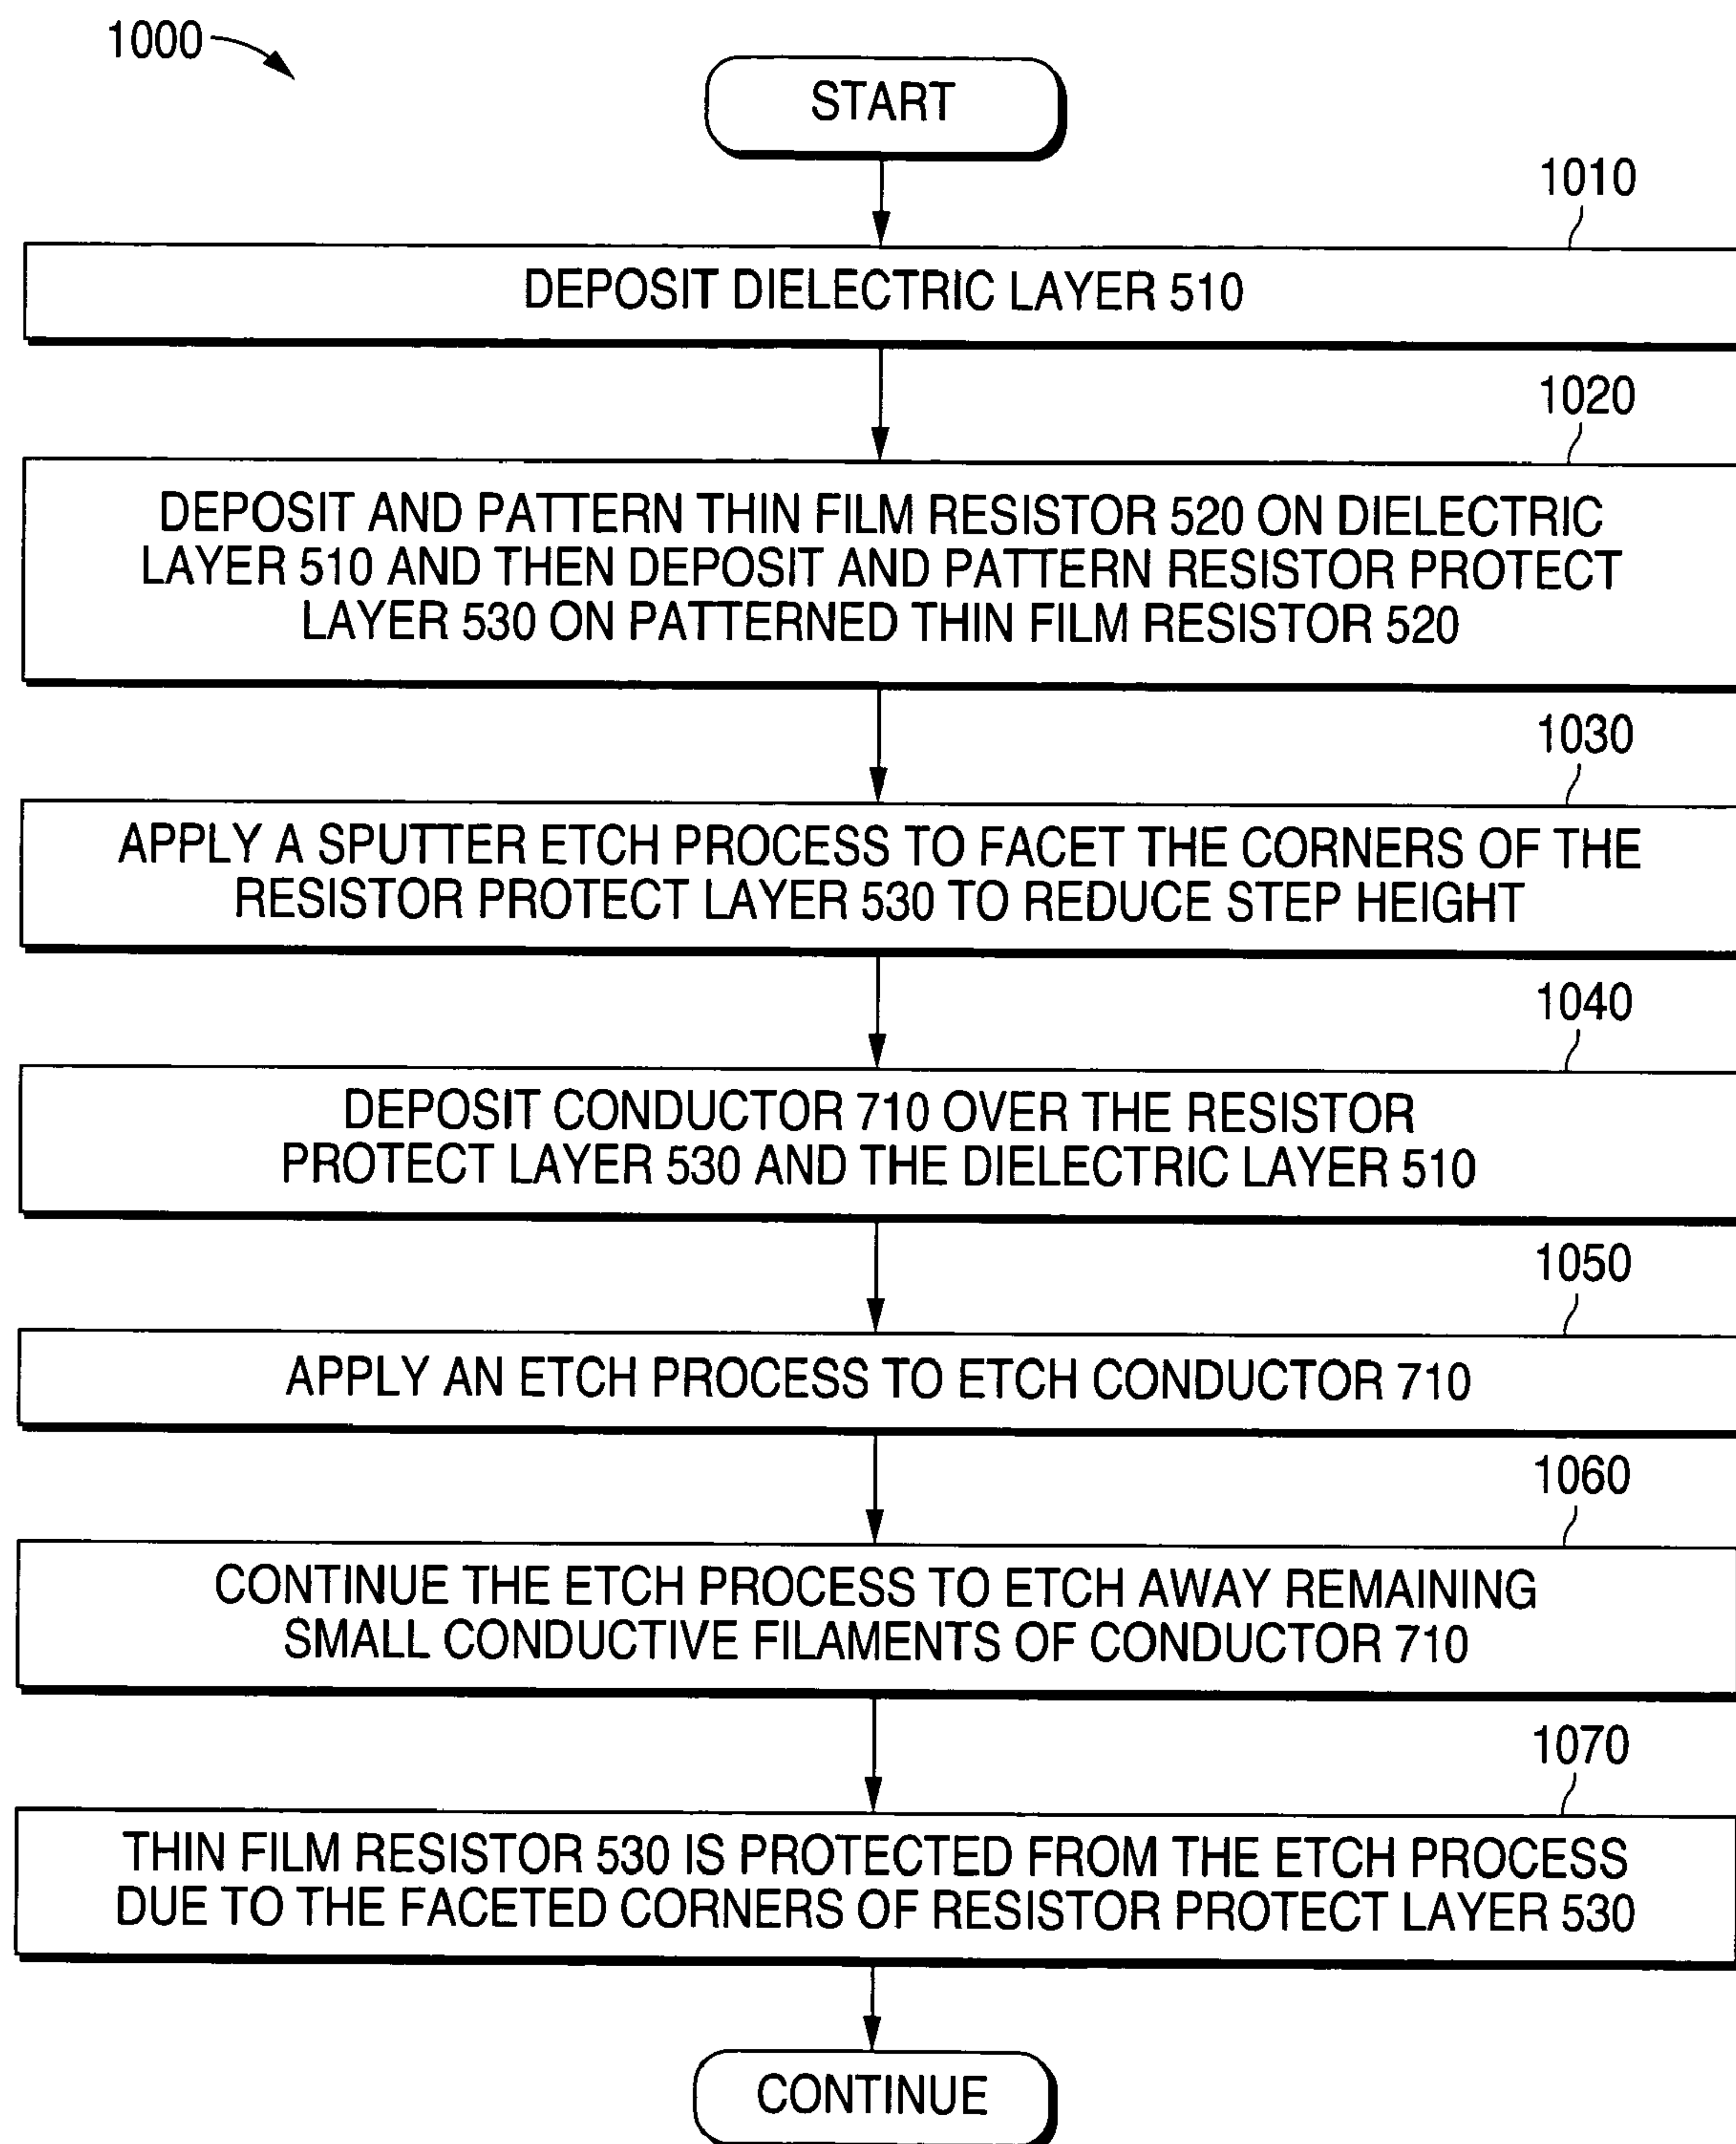 1000
START
1010
DEPOSIT DIELECTRIC LAYER 510
1020
DEPOSIT AND PATTERN THIN FILM RESISTOR 520 ON DIELECTRIC
LAYER 510 AND THEN DEPOSIT AND PATTERN RESISTOR PROTECT
LAYER 530 ON PATTERNED THIN FILM RESISTOR 520
1030
APPLY A SPUTTER ETCH PROCESS TO FACET THE CORNERS OF THE
RESISTOR PROTECT LAYER 530 TO REDUCE STEP HEIGHT
1040
DEPOSIT CONDUCTOR 710 OVER THE RESISTOR
PROTECT LAYER 530 AND THE DIELECTRIC LAYER 510
1050
APPLY AN ETCH PROCESS TO ETCH CONDUCTOR 710
1060
CONTINUE THE ETCH PROCESS TO ETCH AWAY REMAINING
SMALL CONDUCTIVE FILAMENTS OF CONDUCTOR 710
1070
THIN FILM RESISTOR 530 IS PROTECTED FROM THE ETCH PROCESS
DUE TO THE FACETED CORNERS OF RESISTOR PROTECT LAYER 530
CONTINUE